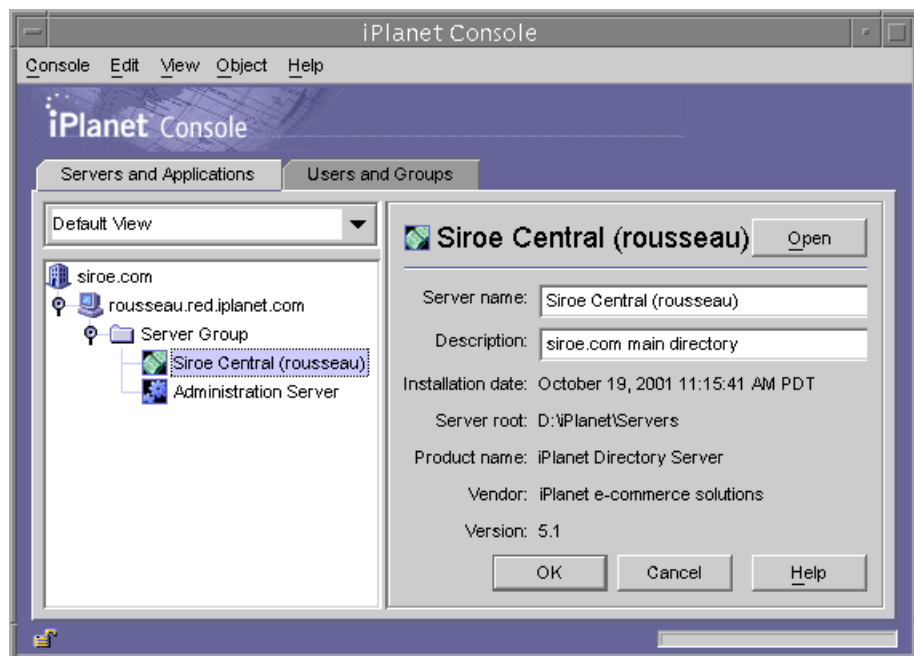 iPlanet Console
Console Edit View Object Help
iPlanet Console
Servers and Applications Users and Groups
Default View
siroe.com
rousseau.red.iplanet.com
Server Group
Siroe Central (rousseau)
Administration Server
Siroe Central (rousseau) Open
Server name: Siroe Central (rousseau)
Description: siroe.com main directory
Installation date: October 19, 2001 11:15:41 AM PDT
Server root: D:\iPlanet\Servers
Product name: iPlanet Directory Server
Vendor: iPlanet e-commerce solutions
Version: 5.1
OK Cancel Help